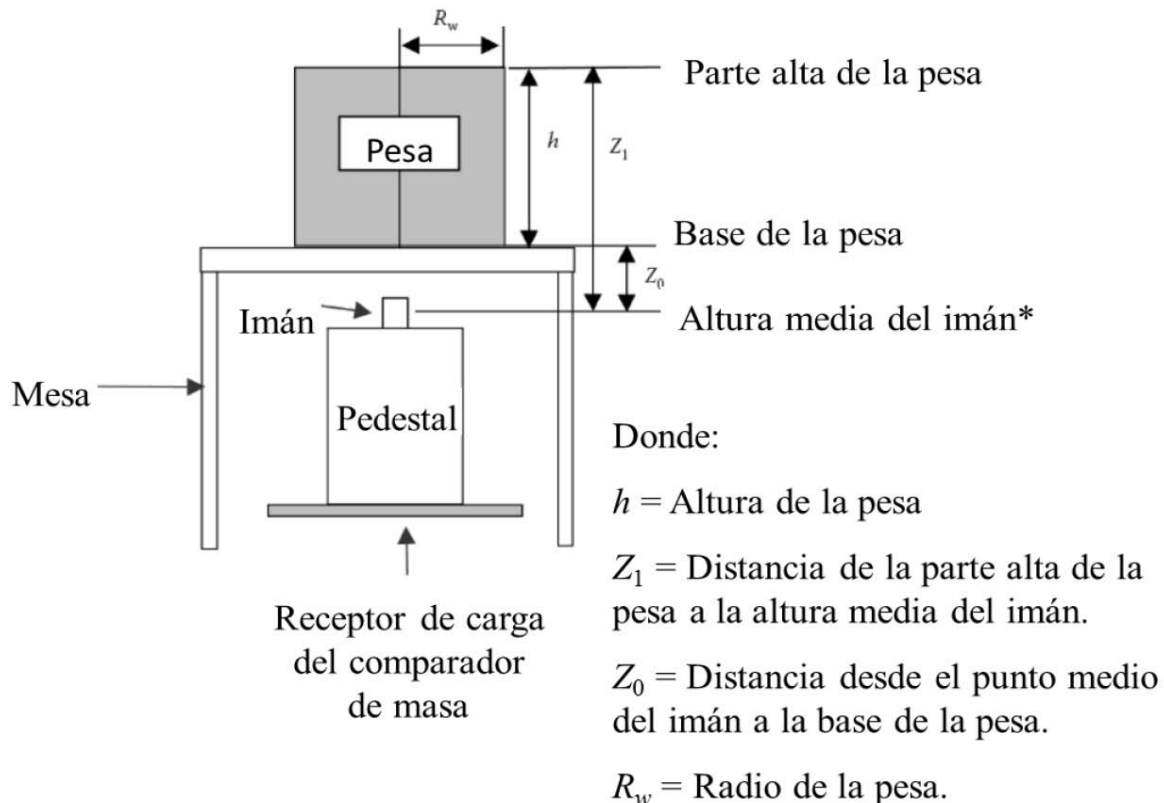 R_w
Parte alta de la pesa
Pesa
h
Z_1
Base de la pesa
Z_0
Imán
Altura media del imán*
Mesa
Pedestal
Donde:
h = Altura de la pesa
Z_1 = Distancia de la parte alta de la
pesa a la altura media del imán.
Receptor de carga
del comparador
de masa
Z_0 = Distancia desde el punto medio
del imán a la base de la pesa.
R_w = Radio de la pesa.